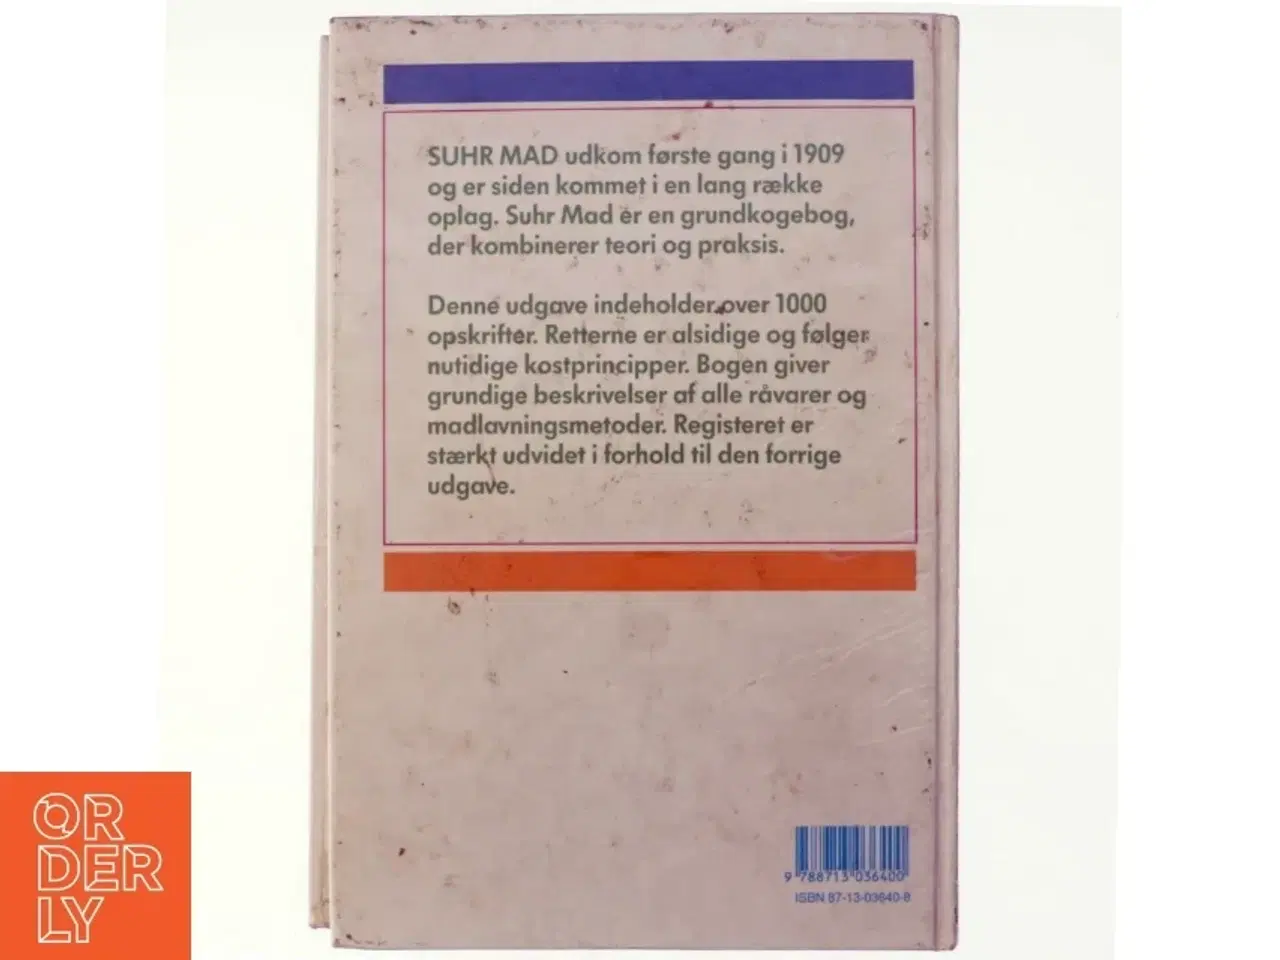 SUHR MAD udkom første gang i 1909
og er siden kommet i en lang række
oplag. Suhr Mad er en grundkogebog,
der kombinerer teori og praksis.
Denne udgave indeholder over 1000
opskrifter. Retterne er alsidige og følger
nutidige kostprincipper. Bogen giver
grundige beskrivelser af alle råvarer og
madlavningsmetoder. Registeret er
stærkt udvidet i forhold til den forrige
udgave.
9 788713 036400
ISBN 87-13-03640-8
OR
DER
LY